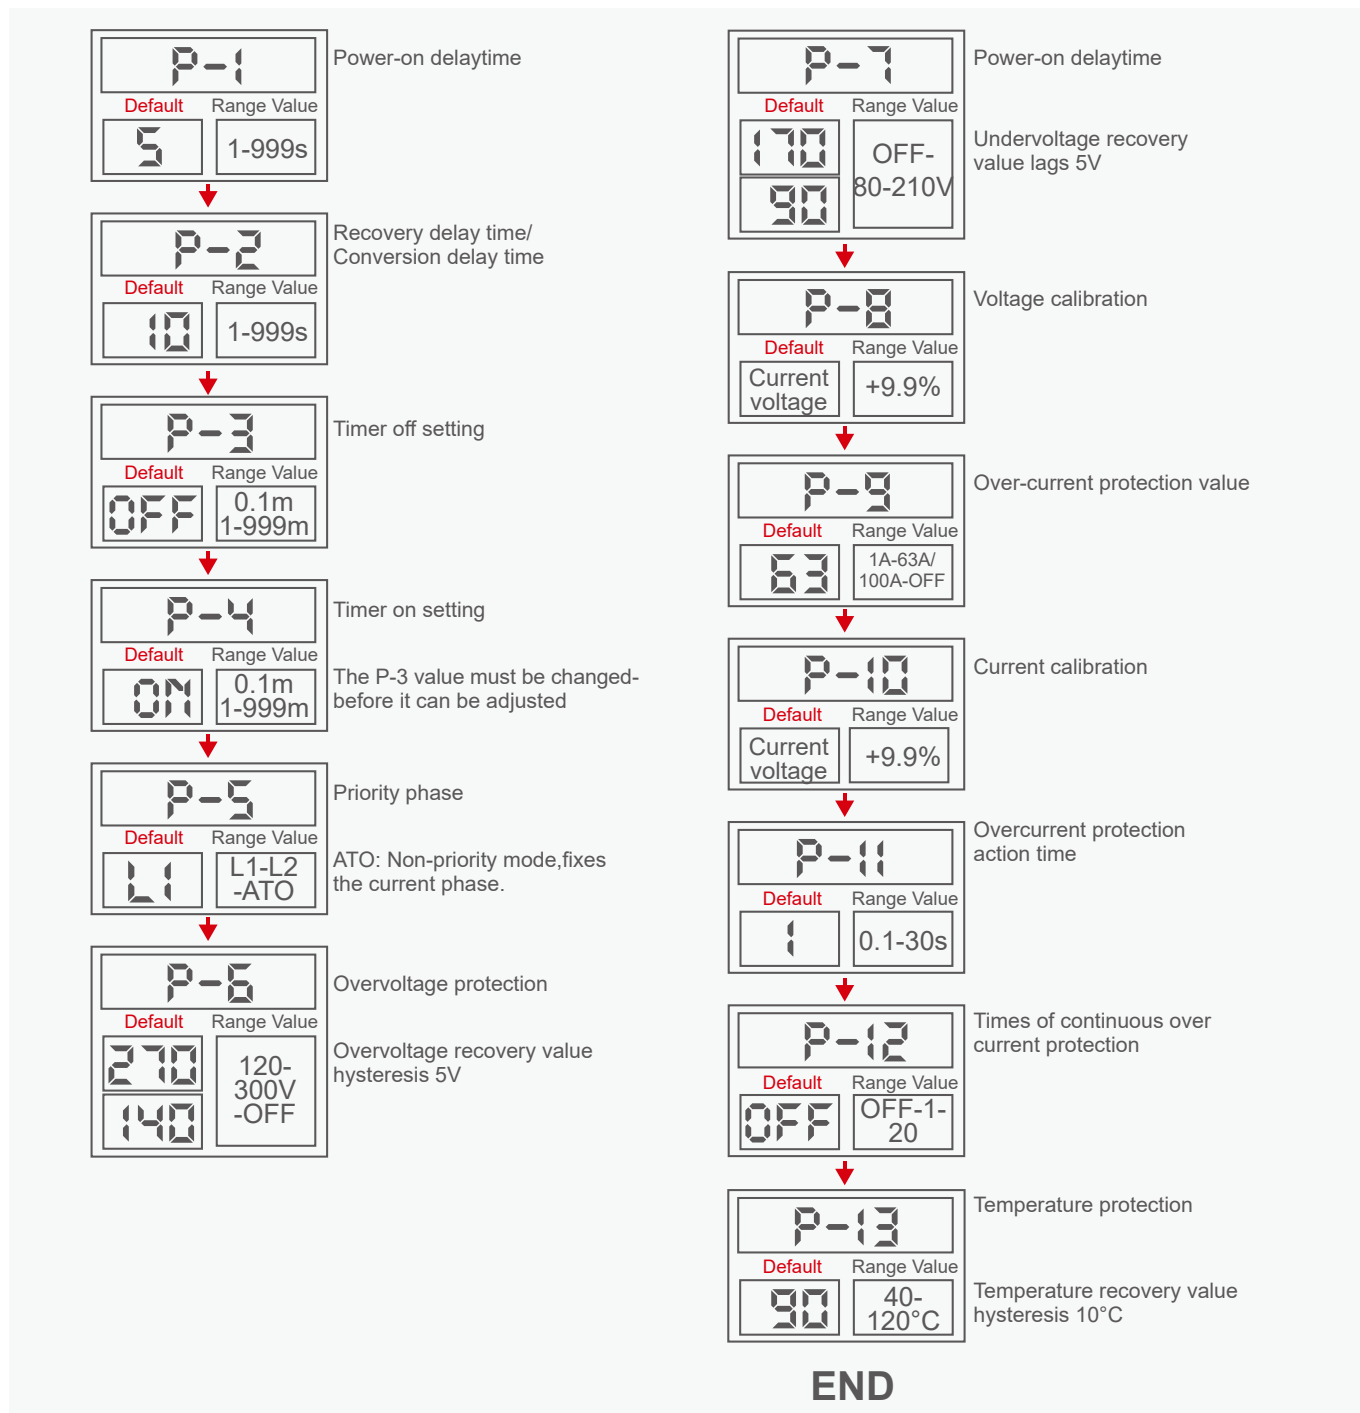 P-1
Power-on delaytime
Default
Range Value
5
1-999s
P-2
Recovery delay time/
Conversion delay time
Default
Range Value
10
1-999s
P-3
Timer off setting
Default
Range Value
OFF
0.1m
1-999m
P-4
Timer on setting
Default
Range Value
ON
0.1m
1-999m
The P-3 value must be changed-
before it can be adjusted
P-5
Priority phase
Default
Range Value
L1
L1-L2
-ATO
ATO: Non-priority mode,fixes
the current phase.
P-6
Overvoltage protection
Default
Range Value
270
140
120-
300V
-OFF
Overvoltage recovery value
hysteresis 5V
P-7
Power-on delaytime
Default
Range Value
170
90
OFF-
80-210V
Undervoltage recovery
value lags 5V
P-8
Voltage calibration
Default
Range Value
Current
voltage
+9.9%
P-9
Over-current protection value
Default
Range Value
63
1A-63A/
100A-OFF
P-10
Current calibration
Default
Range Value
Current
voltage
+9.9%
P-11
Overcurrent protection
action time
Default
Range Value
1
0.1-30s
P-12
Times of continuous over
current protection
Default
Range Value
OFF
OFF-1-
20
P-13
Temperature protection
Default
Range Value
90
40-
120°C
Temperature recovery value
hysteresis 10°C
END